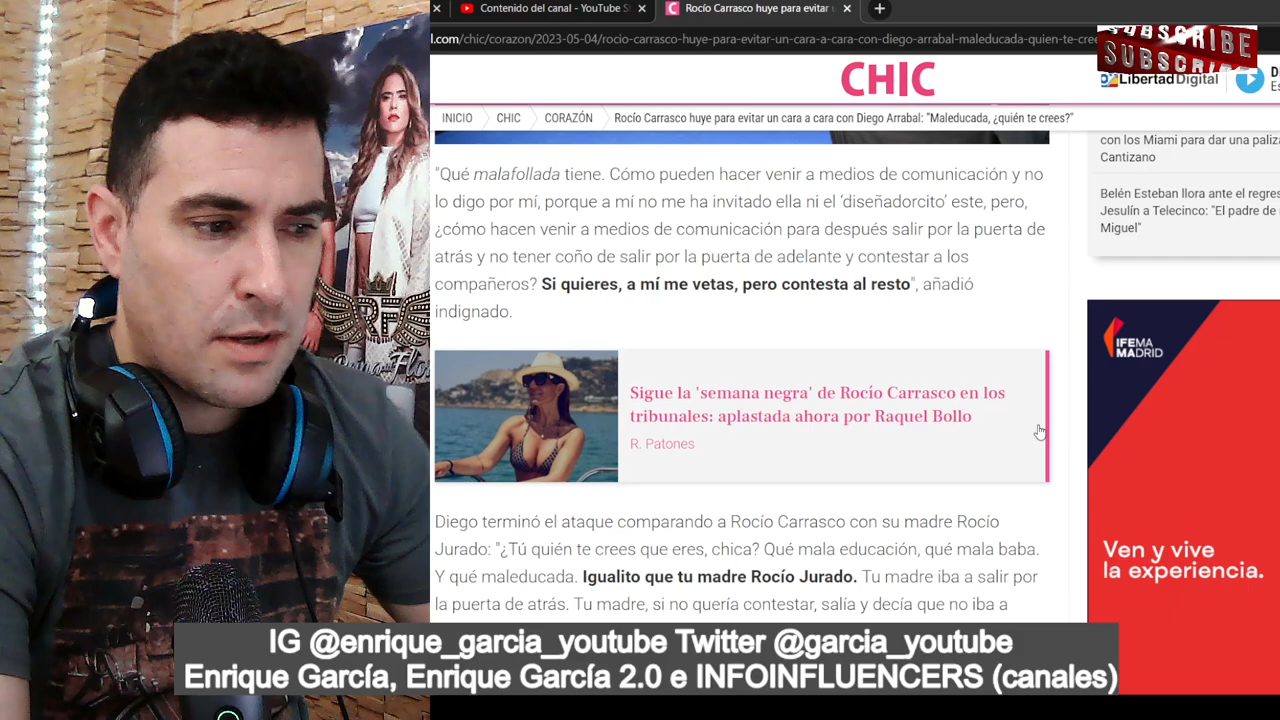 Contenido del canal - YouTube S
Rocío Carrasco huye para evitar
l.com/chic/corazon/2023-05-04/rocio-carrasco-huye-para-evitar-un-cara-a-cara-con-diego-arrabal-maleducada-quien-te-cree
SUBSCRIBE
SUBSCRIBE
CHIC
Libertad Digital
D
Es
INICIO CHIC CORAZÓN Rocío Carrasco huye para evitar un cara a cara con Diego Arrabal: "Maleducada, ¿quién te crees?"
con los Miami para dar una paliza
Cantizano
Belén Esteban llora ante el regres
Jesulín a Telecinco: "El padre de
Miguel"
"Qué malafollada tiene. Cómo pueden hacer venir a medios de comunicación y no
lo digo por mí, porque a mí no me ha invitado ella ni el 'diseñadorcito' este, pero,
¿cómo hacen venir a medios de comunicación para después salir por la puerta de
atrás y no tener coño de salir por la puerta de adelante y contestar a los
compañeros? Si quieres, a mí me vetas, pero contesta al resto", añadió
indignado.
Sigue la 'semana negra' de Rocío Carrasco en los
tribunales: aplastada ahora por Raquel Bollo
R. Patones
IFEMA
MADRID
Ven y vive
la experiencia.
Diego terminó el ataque comparando a Rocío Carrasco con su madre Rocío
Jurado: "¿Tú quién te crees que eres, chica? Qué mala educación, qué mala baba.
Y qué maleducada. Igualito que tu madre Rocío Jurado. Tu madre iba a salir por
la puerta de atrás. Tu madre, si no quería contestar, salía y decía que no iba a
RF
IG @enrique_garcia_youtube Twitter @garcia_youtube
Enrique García, Enrique García 2.0 e INFOINFLUENCERS (canales)